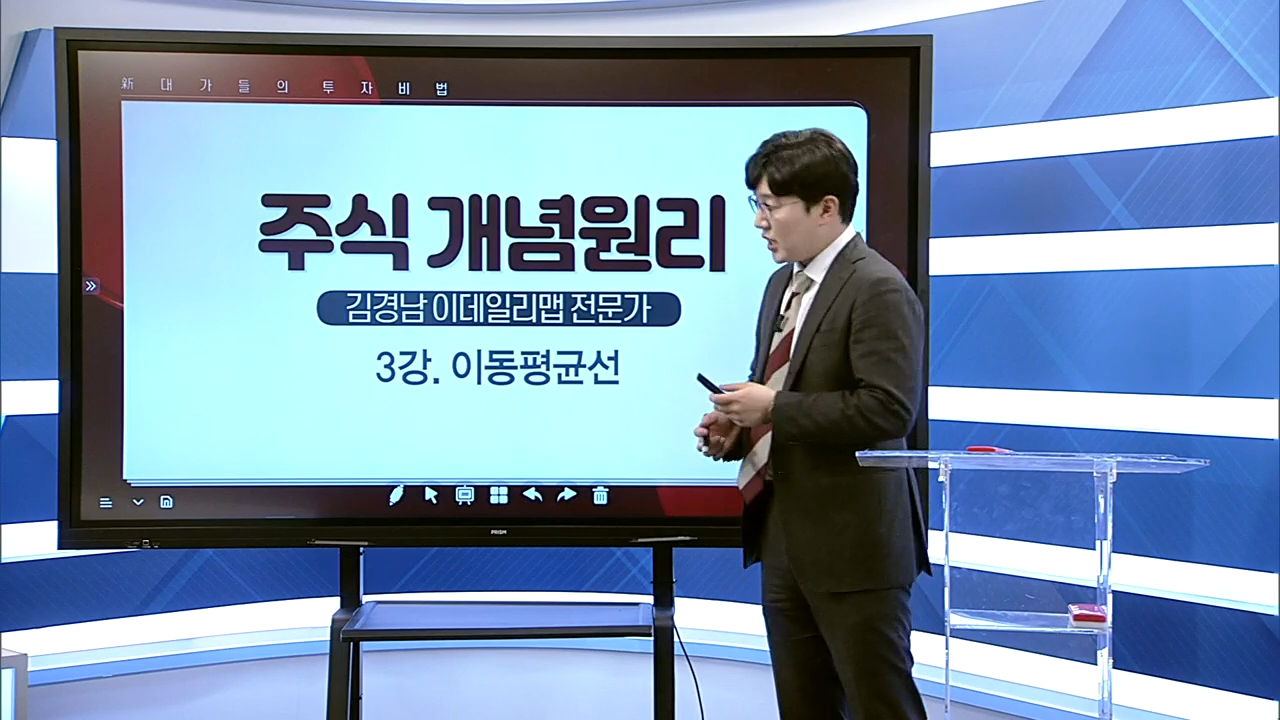 新 대가들의 투자비법
주식 개념원리
김경남 이데일리맵 전문가
3강. 이동평균선
PRISM